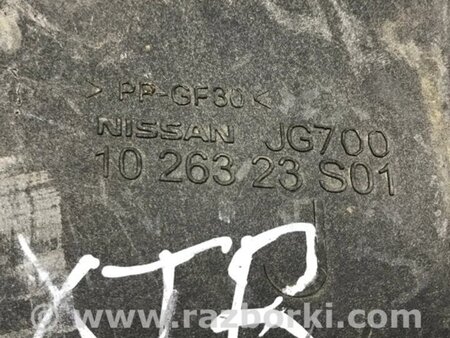 >PP-GF30<
NISSAN JG700
10 263 23 S01
J
XTR
www.razborki.com